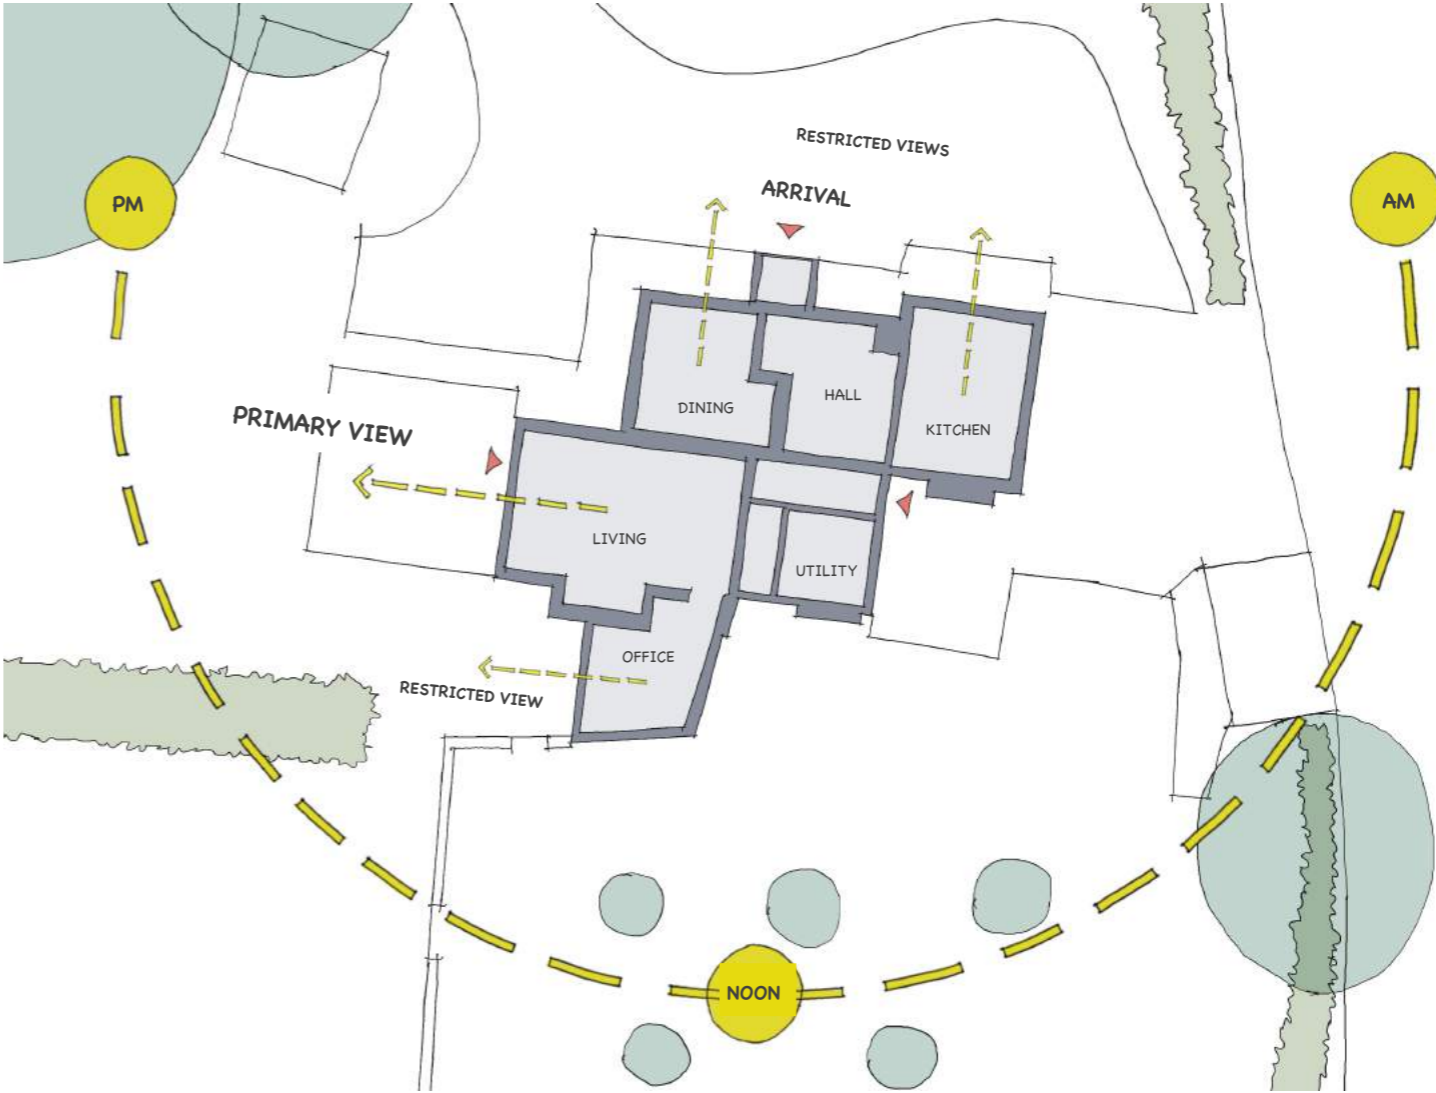 RESTRICTED VIEWS
ARRIVAL
PM
AM
DINING
HALL
KITCHEN
PRIMARY VIEW
LIVING
UTILITY
OFFICE
RESTRICTED VIEW
NOON